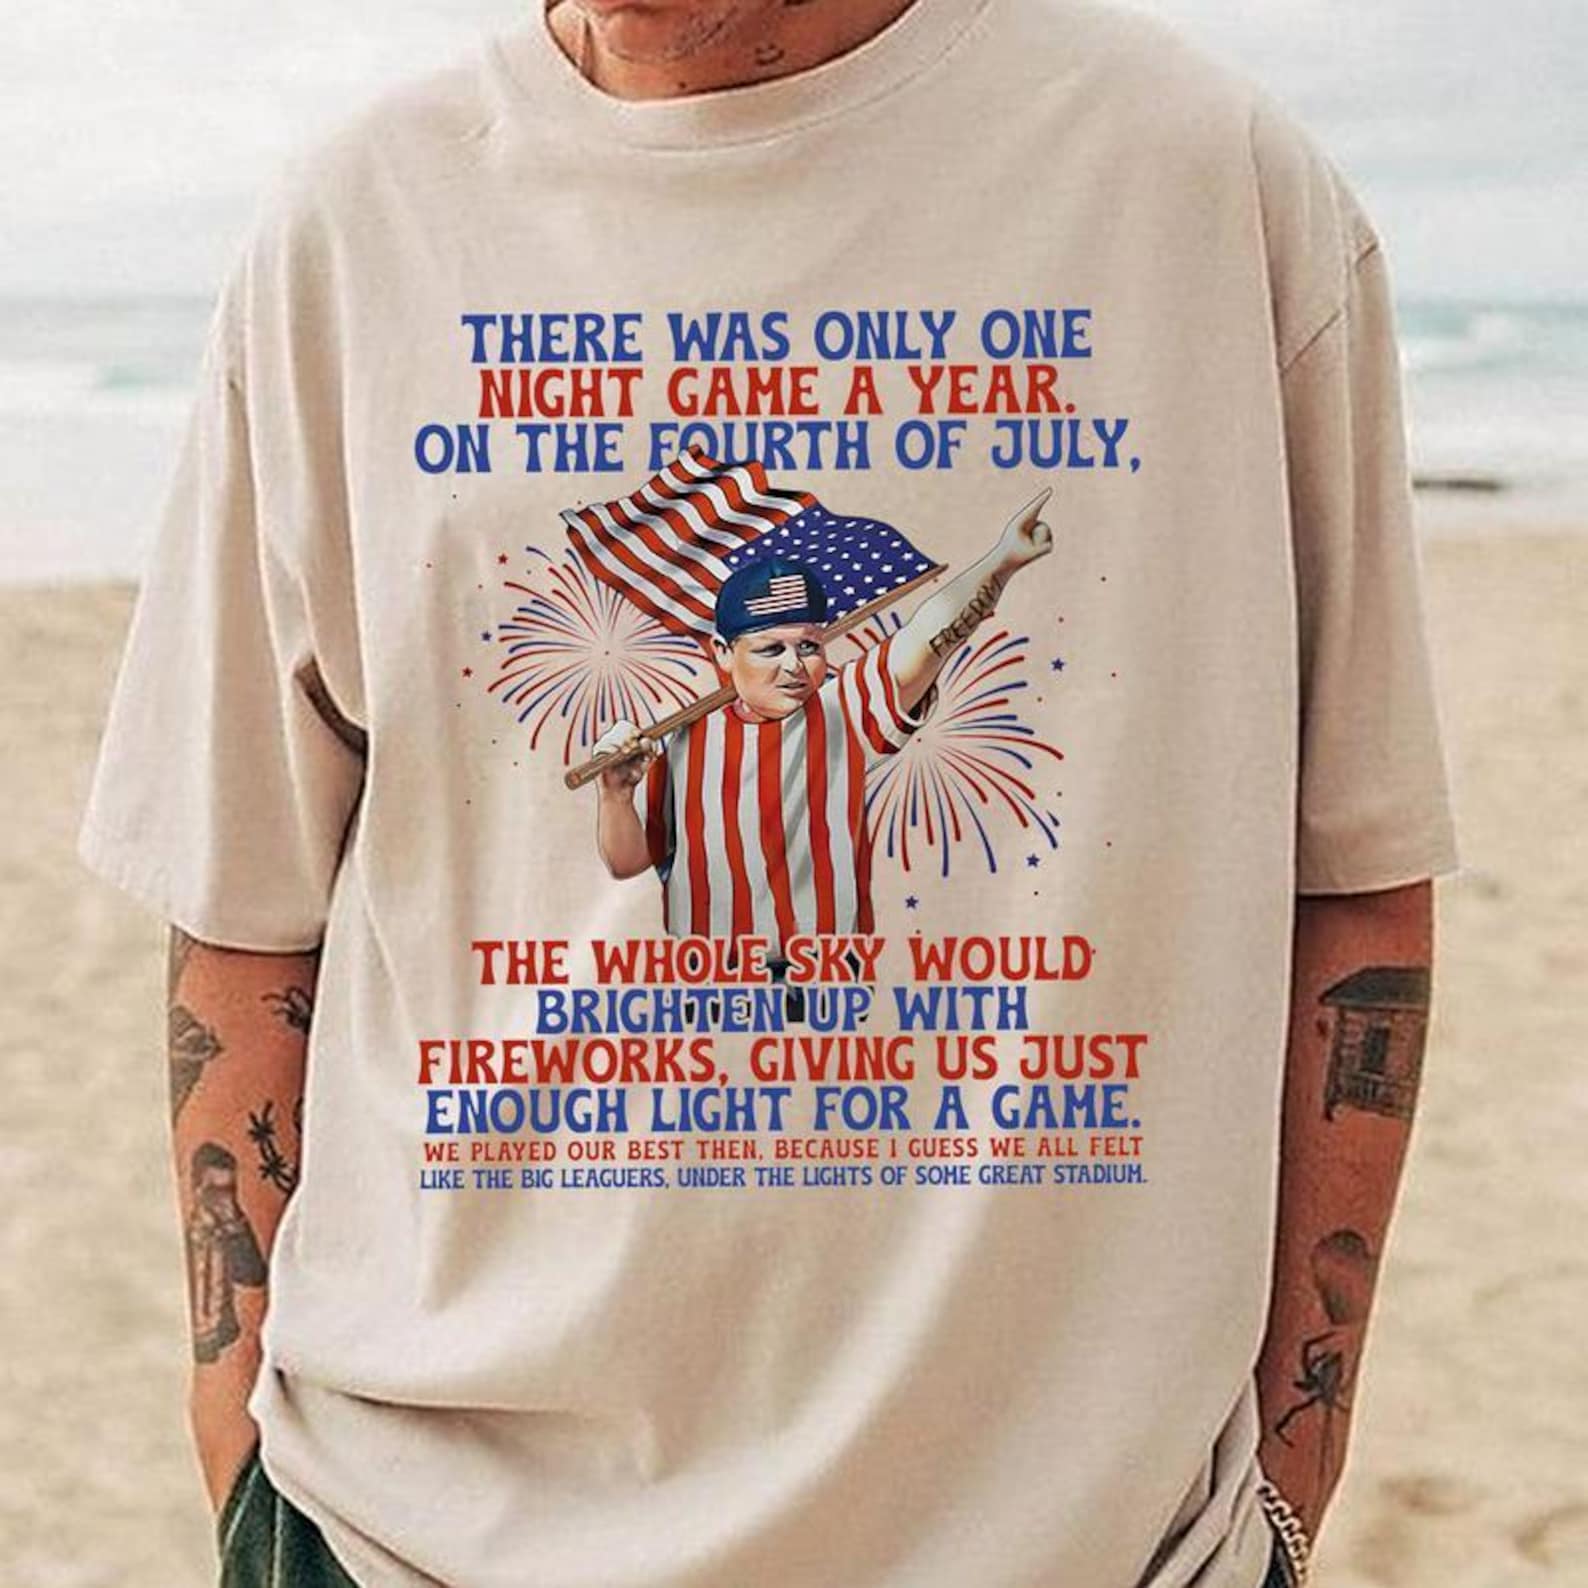 THERE WAS ONLY ONE
NIGHT GAME A YEAR.
ON THE FOURTH OF JULY,
FREEDOM
THE WHOLE SKY WOULD
BRIGHTEN UP WITH
FIREWORKS, GIVING US JUST
ENOUGH LIGHT FOR A GAME.
WE PLAYED OUR BEST THEN, BECAUSE I GUESS WE ALL FELT
LIKE THE BIG LEAGUERS, UNDER THE LIGHTS OF SOME GREAT STADIUM.